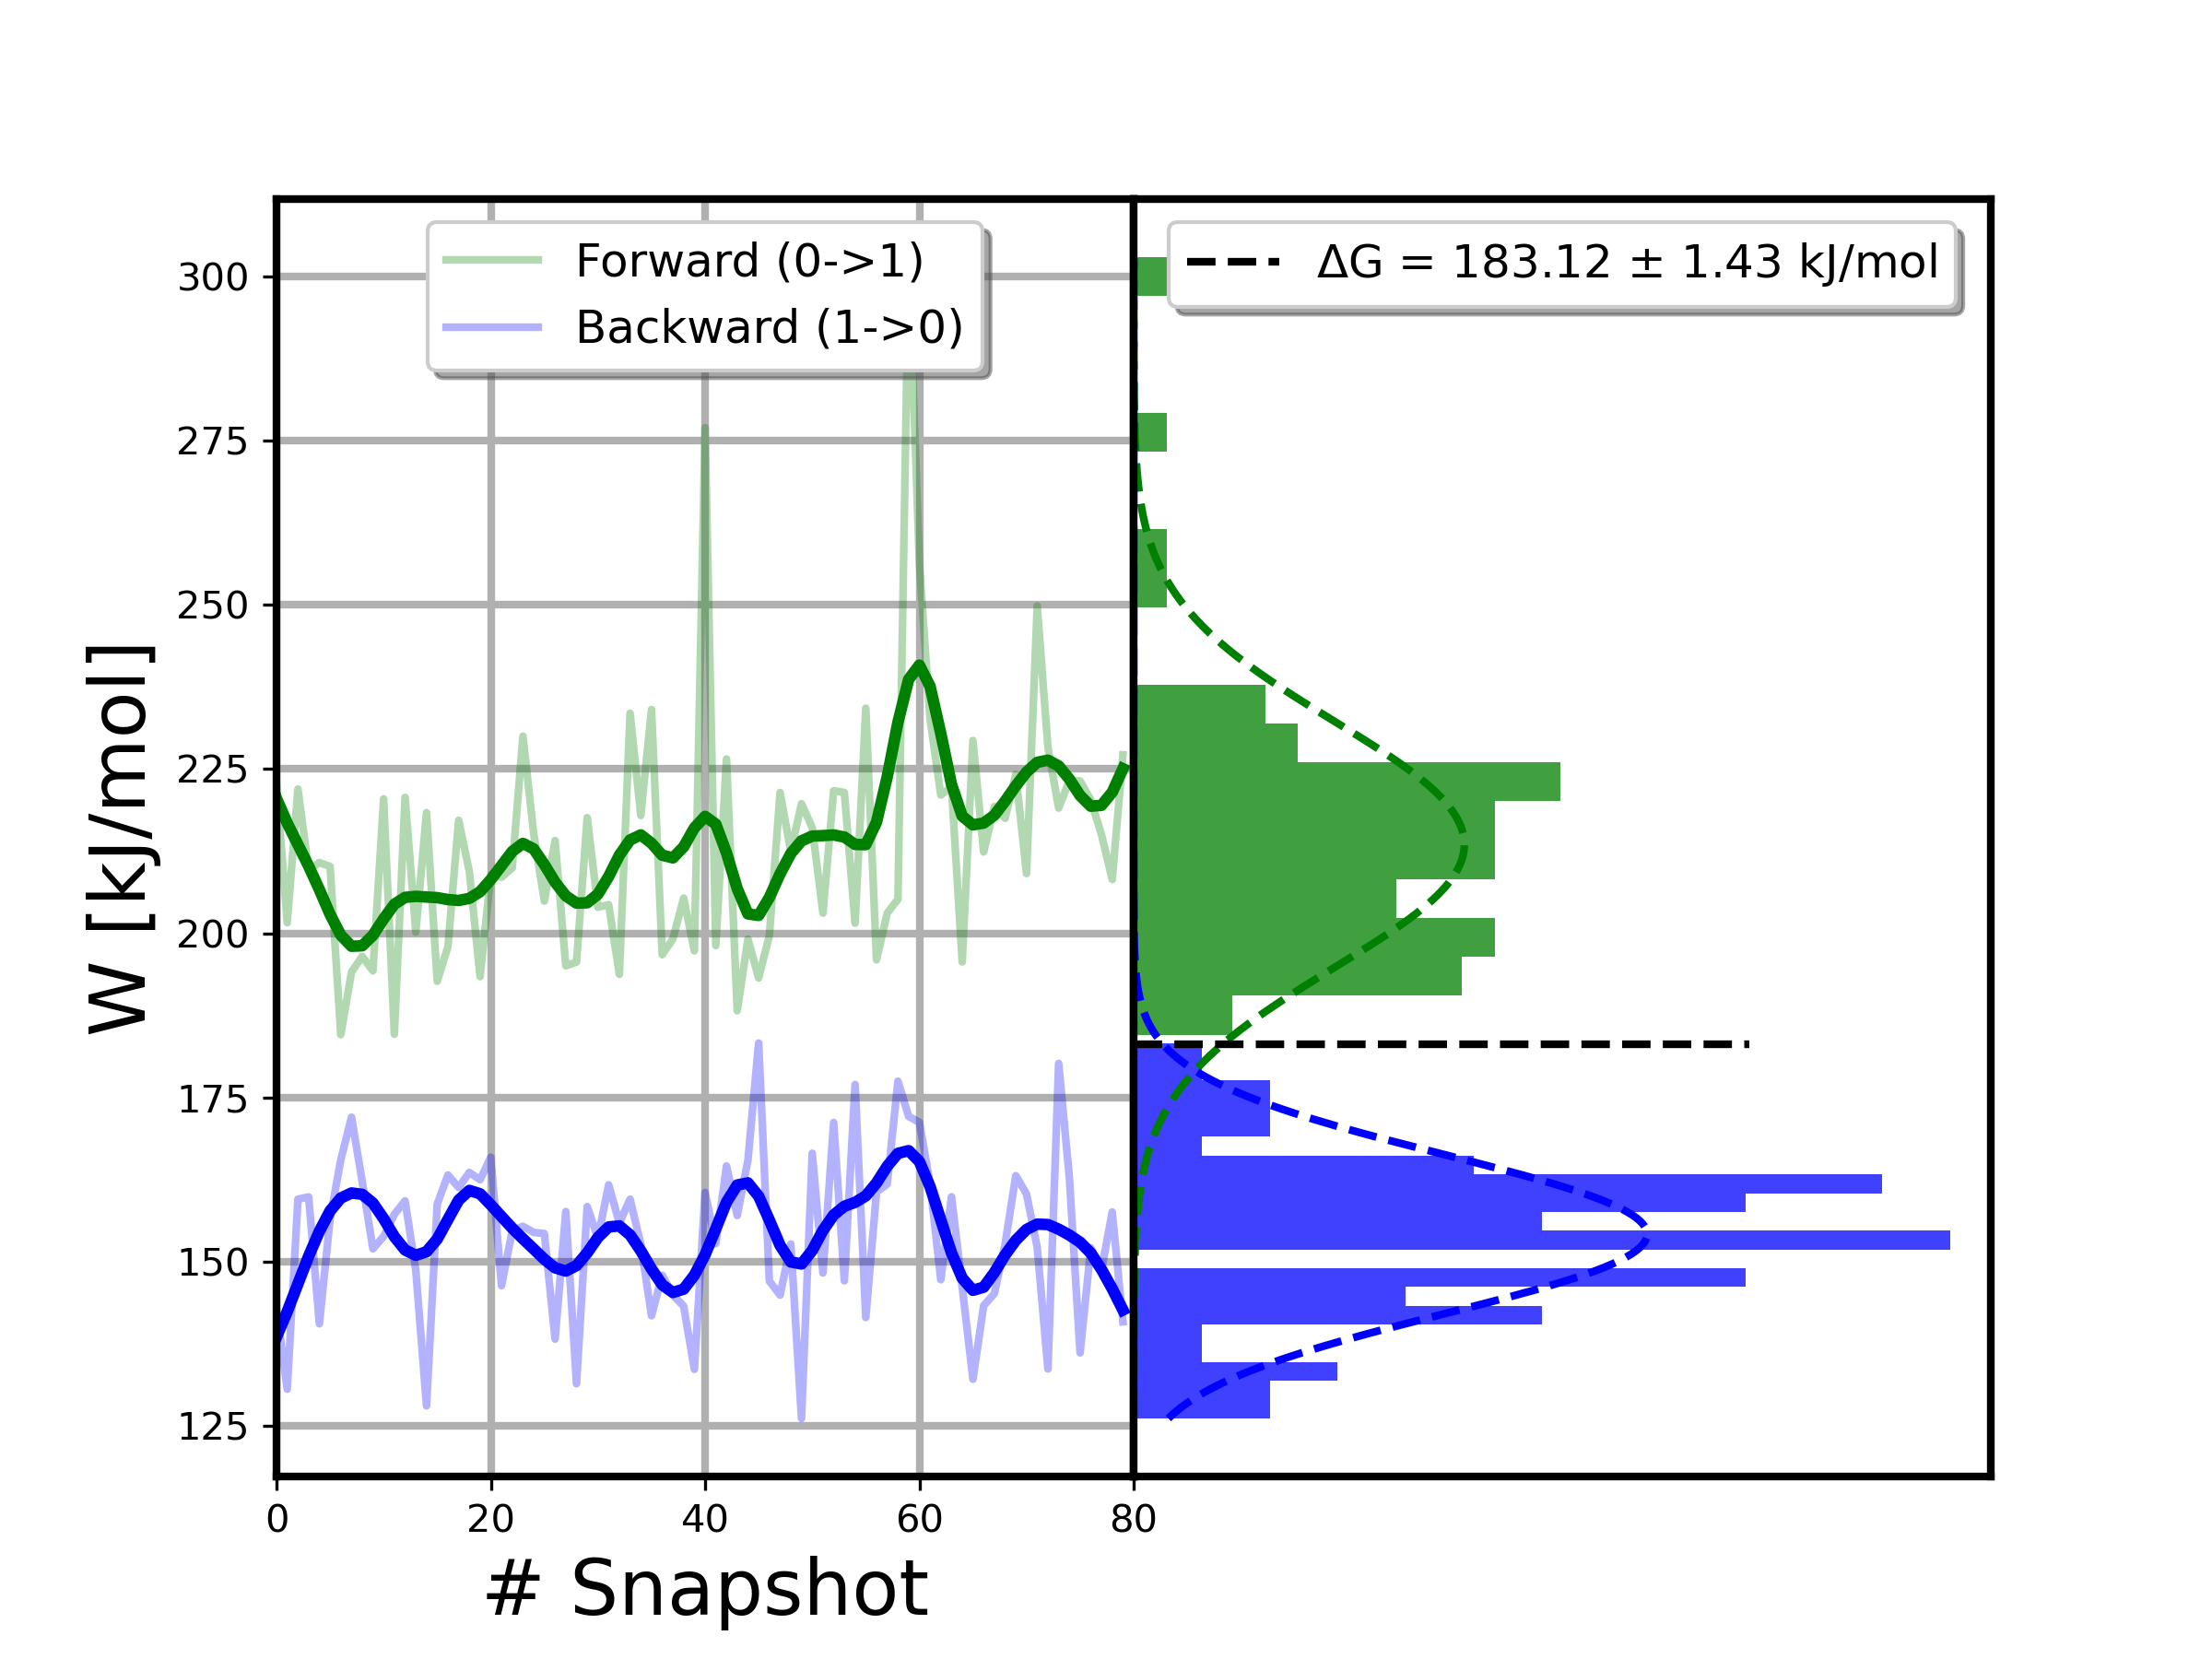 Forward (0->1)
Backward (1->0)
ΔG = 183.12 ± 1.43 kJ/mol
300
275
250
225
200
175
150
125
W [kJ/mol]
0 20 40 60 80
# Snapshot